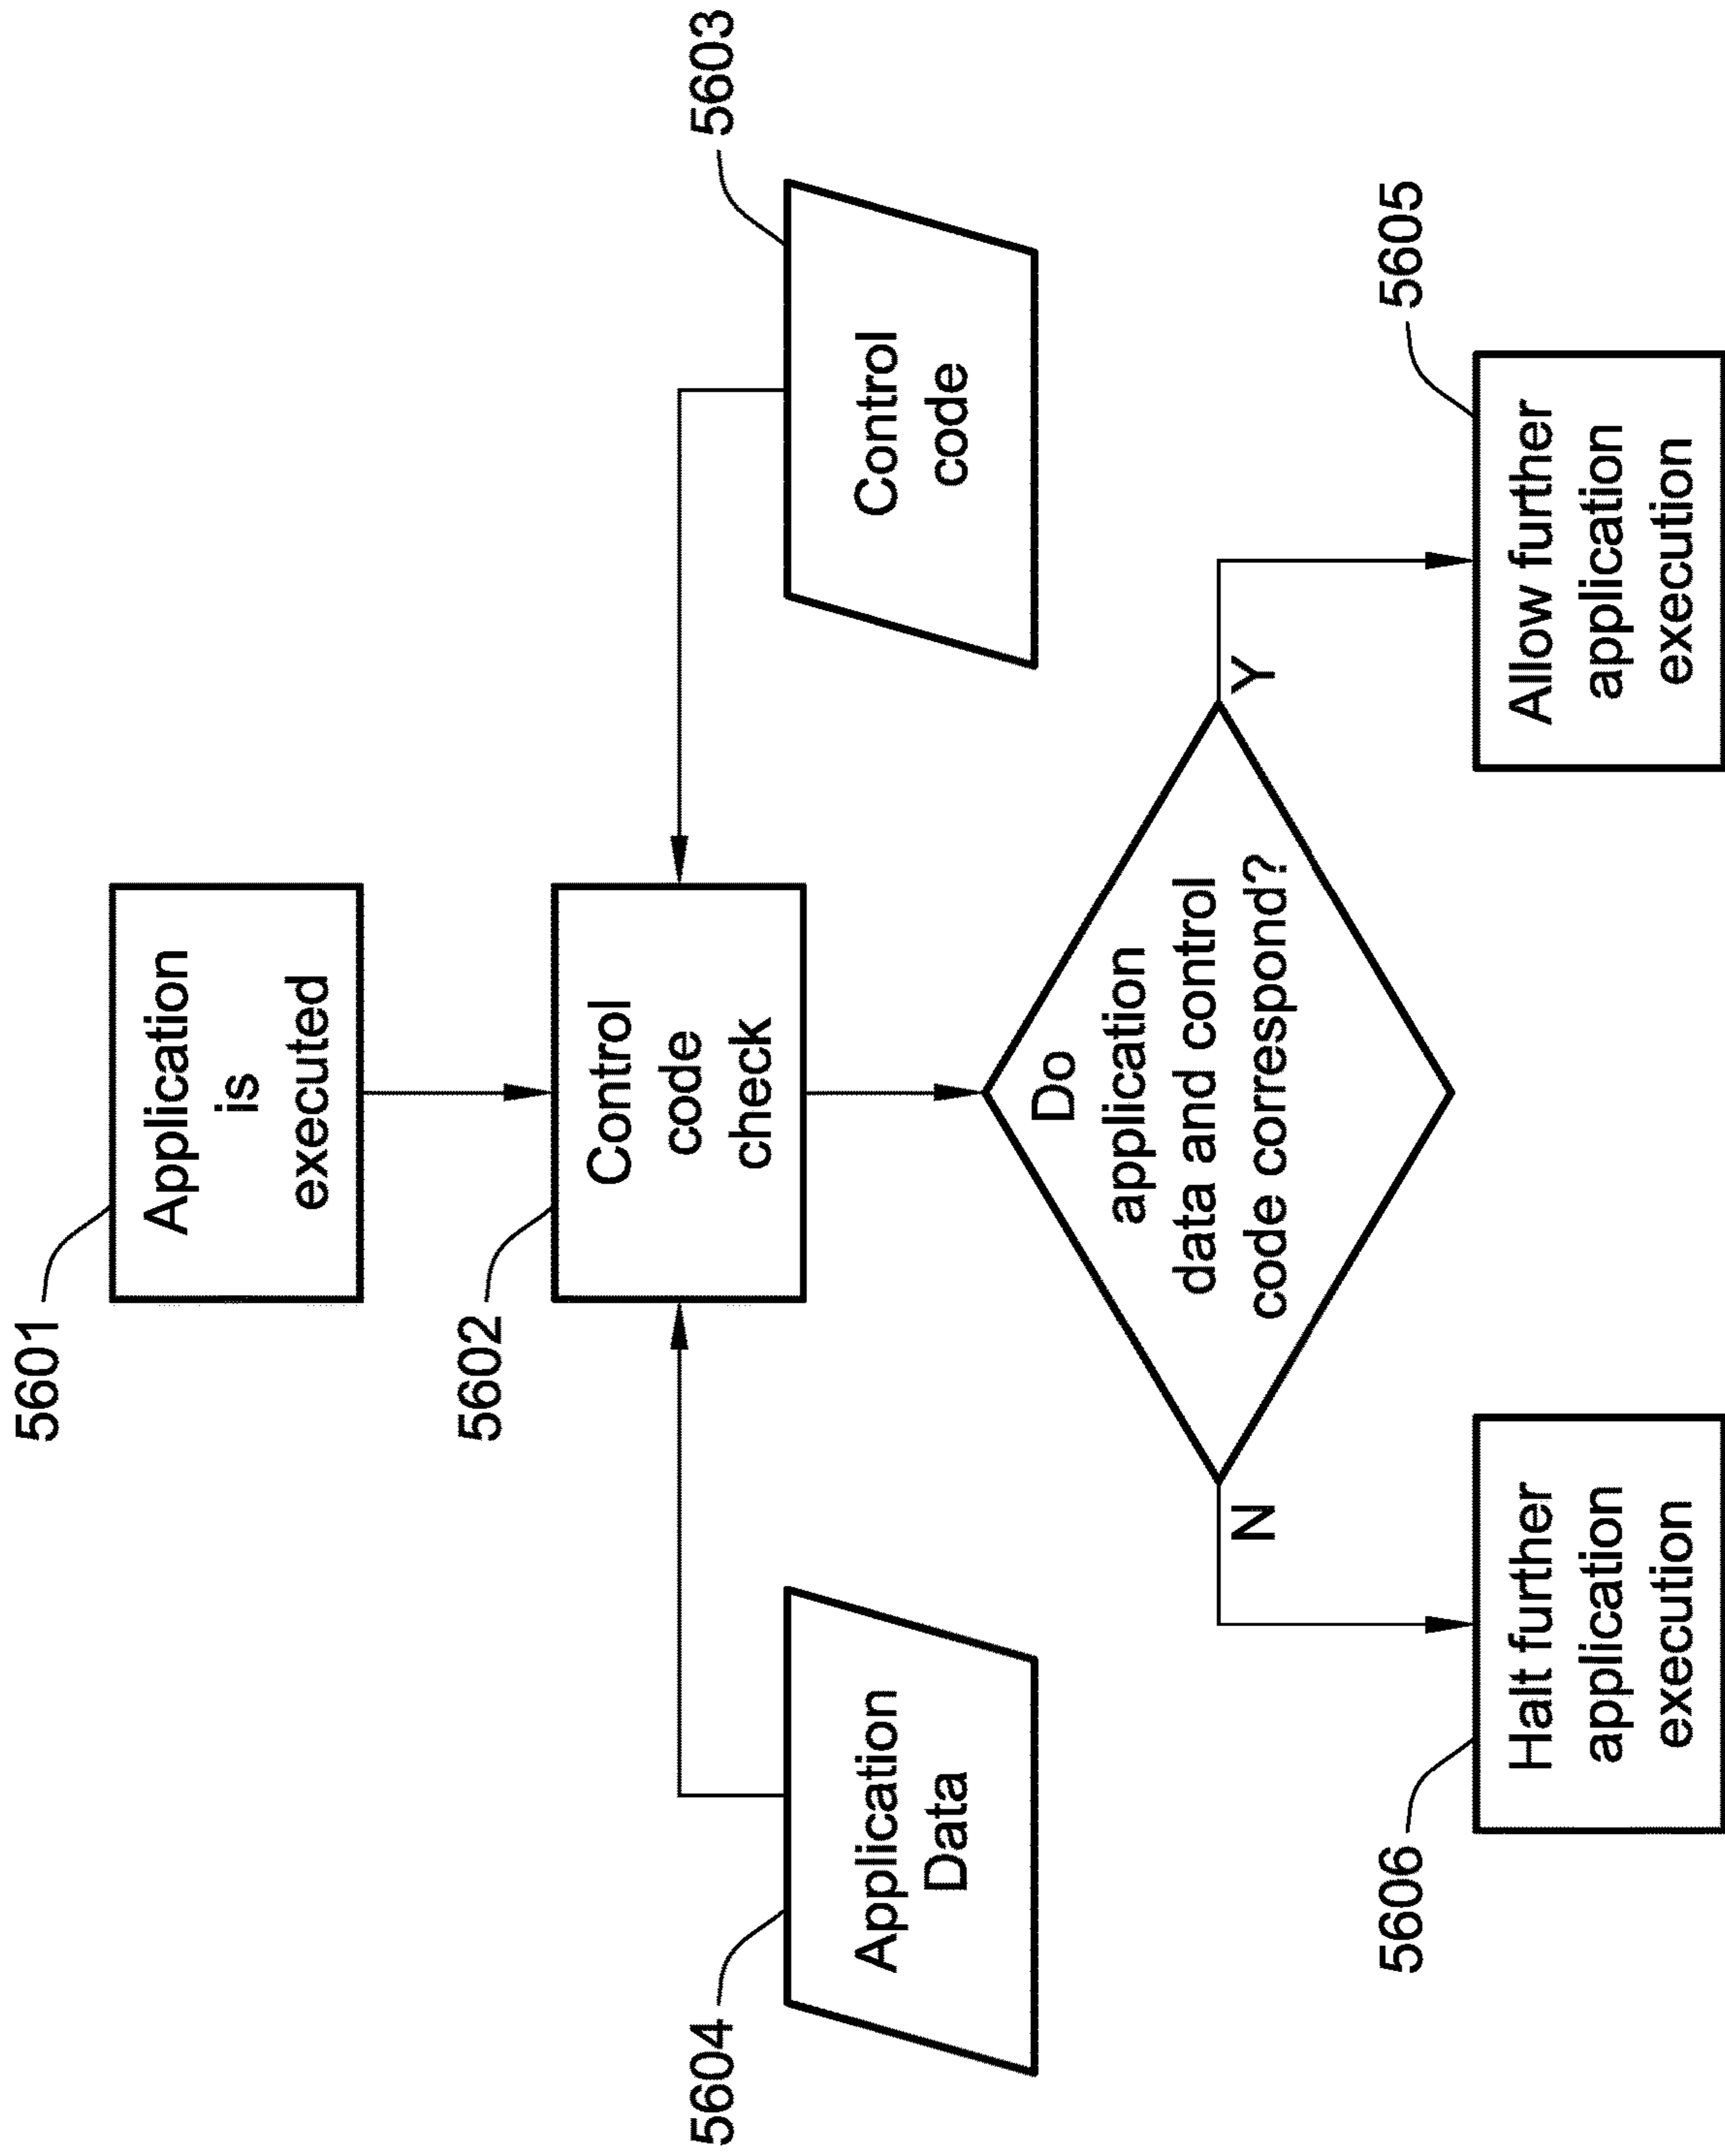 5601
Application
is
executed
5602
Control
code
check
5604
Application
Data
5603
Control
code
Do
application
data and control
code correspond?
N
Y
5606
Halt further
application
execution
5605
Allow further
application
execution